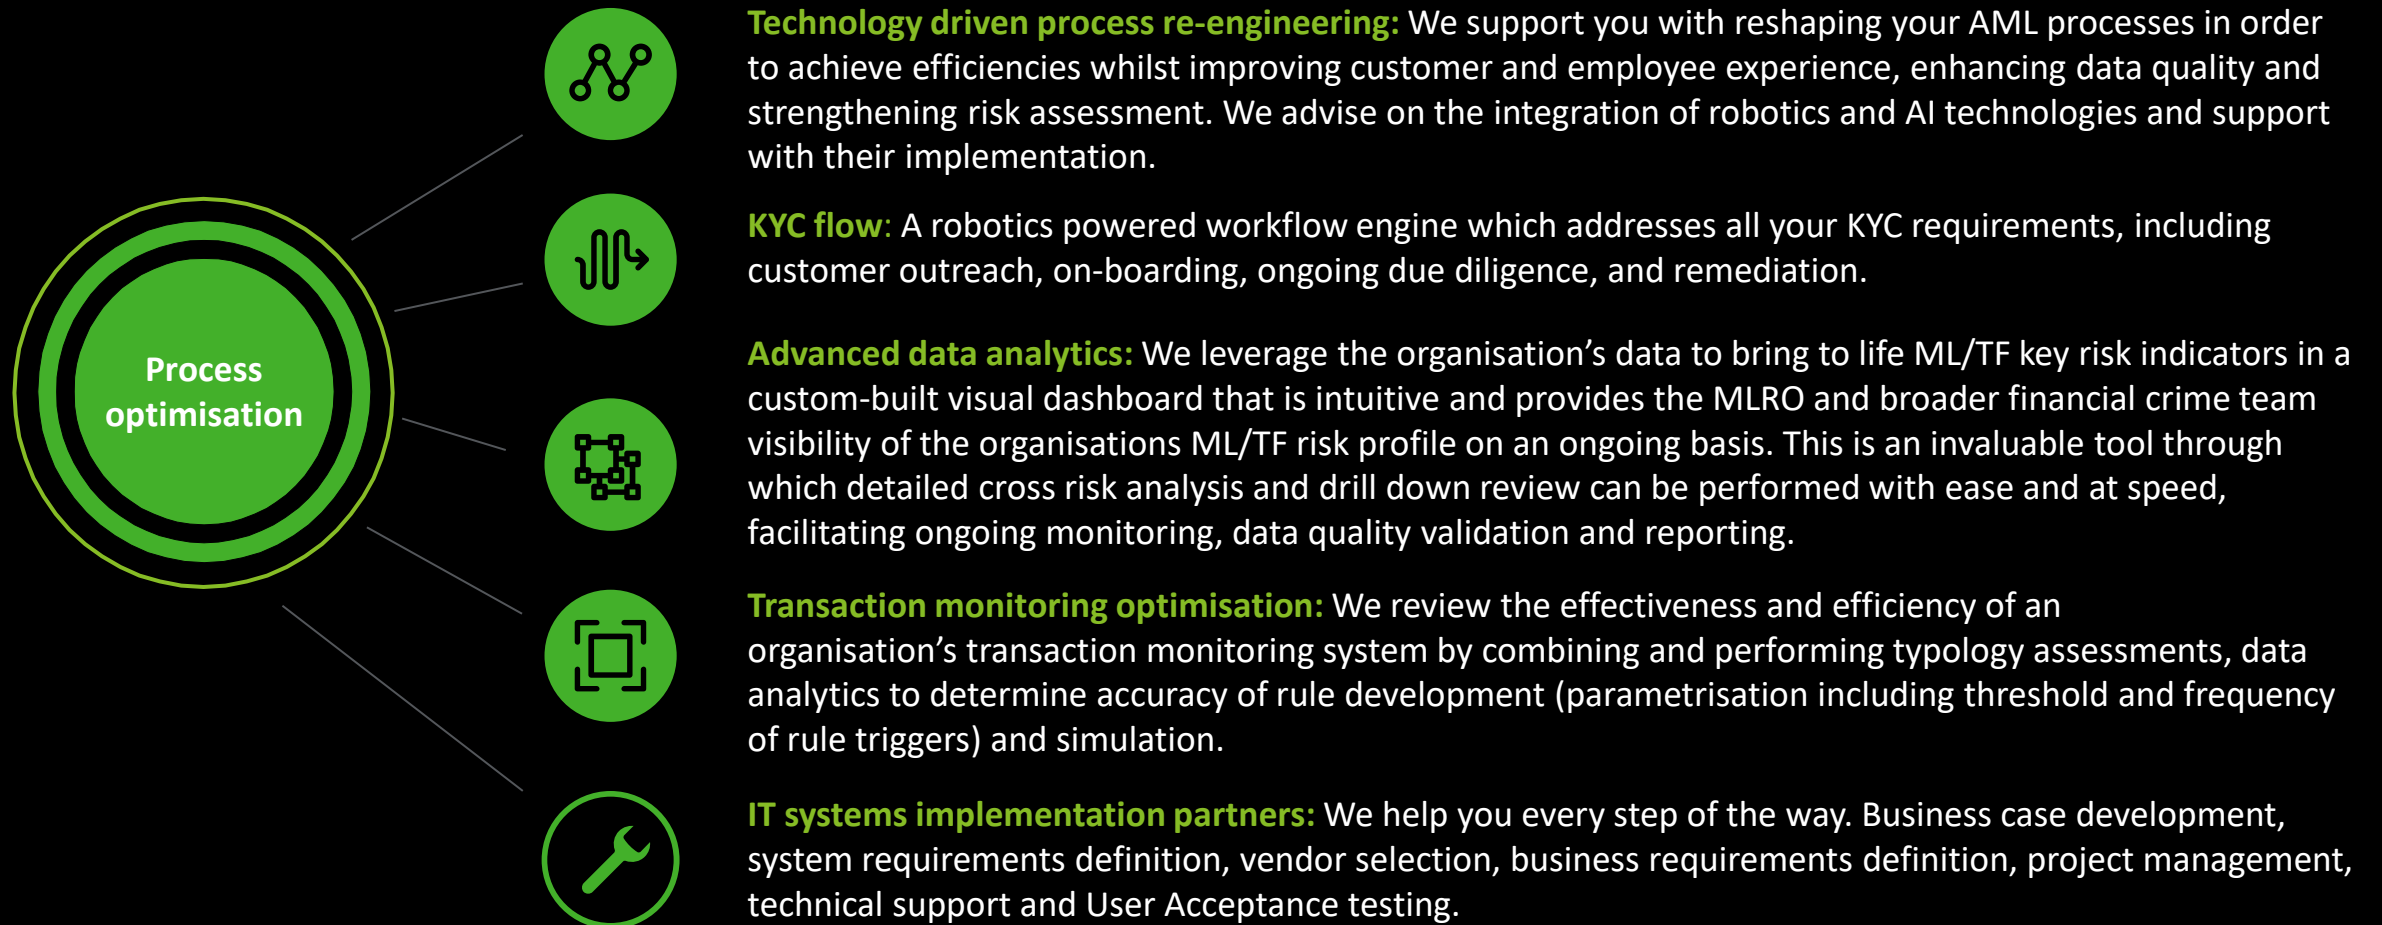 Process
optimisation
Technology driven process re-engineering: We support you with reshaping your AML processes in order
to achieve efficiencies whilst improving customer and employee experience, enhancing data quality and
strengthening risk assessment. We advise on the integration of robotics and AI technologies and support
with their implementation.
KYC flow: A robotics powered workflow engine which addresses all your KYC requirements, including
customer outreach, on-boarding, ongoing due diligence, and remediation.
Advanced data analytics: We leverage the organisation’s data to bring to life ML/TF key risk indicators in a
custom-built visual dashboard that is intuitive and provides the MLRO and broader financial crime team
visibility of the organisations ML/TF risk profile on an ongoing basis. This is an invaluable tool through
which detailed cross risk analysis and drill down review can be performed with ease and at speed,
facilitating ongoing monitoring, data quality validation and reporting.
Transaction monitoring optimisation: We review the effectiveness and efficiency of an
organisation’s transaction monitoring system by combining and performing typology assessments, data
analytics to determine accuracy of rule development (parametrisation including threshold and frequency
of rule triggers) and simulation.
IT systems implementation partners: We help you every step of the way. Business case development,
system requirements definition, vendor selection, business requirements definition, project management,
technical support and User Acceptance testing.